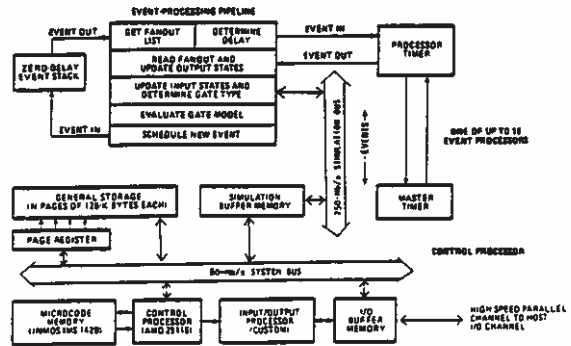 EVENT-PROCESSING PIPELINE
EVENT OUT
GET FANOUT
LIST
DETERMINE
DELAY
EVENT IN
EVENT OUT
PROCESSOR
TIMER
ZERO-DELAY
EVENT STACK
READ FANOUT AND
UPDATE OUTPUT STATES
UPDATE INPUT STATES AND
DETERMINE GATE TYPE
EVALUATE GATE MODEL
SCHEDULE NEW EVENT
EVENT IN
SIMULATION BUS
EVENTS
ONE OF UP TO 16
EVENT PROCESSORS
MASTER
TIMER
GENERAL STORAGE
IN PAGES OF 128-K BYTES EACH
PAGE REGISTER
SIMULATION
BUFFER MEMORY
CONTROL PROCESSOR
SYSTEM BUS
MICROCODE
MEMORY
CONTROL
PROCESSOR
(AMD 29116)
INPUT/OUTPUT
PROCESSOR
(CUSTOM)
I/O
BUFFER
MEMORY
HIGH SPEED PARALLEL
CHANNEL TO HOST
I/O CHANNEL